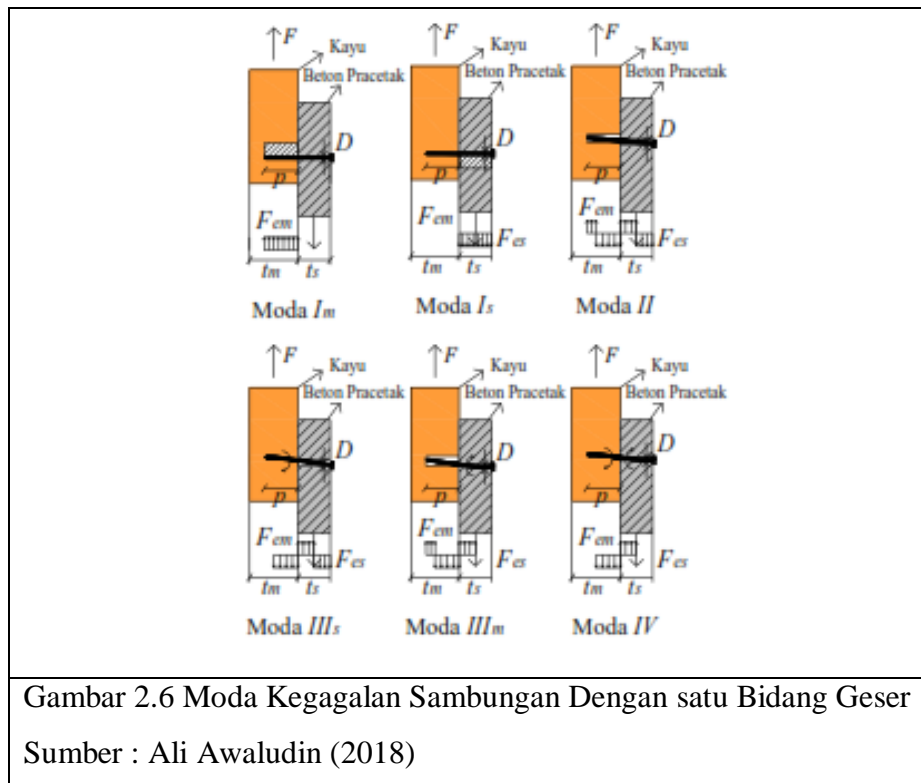 F
Kayu
Beton Pracetak
D
p
Fem
tm ts
Moda Im
F
Kayu
Beton Pracetak
D
p
Fem
Fes
tm ts
Moda Is
F
Kayu
Beton Pracetak
D
p
Fem
Fes
tm ts
Moda II
F
Kayu
Beton Pracetak
D
p
Fem
Fes
tm ts
Moda IIIs
F
Kayu
Beton Pracetak
D
p
Fem
Fes
tm ts
Moda IIIm
F
Kayu
Beton Pracetak
D
p
Fem
Fes
tm ts
Moda IV
Gambar 2.6 Moda Kegagalan Sambungan Dengan satu Bidang Geser
Sumber : Ali Awaludin (2018)